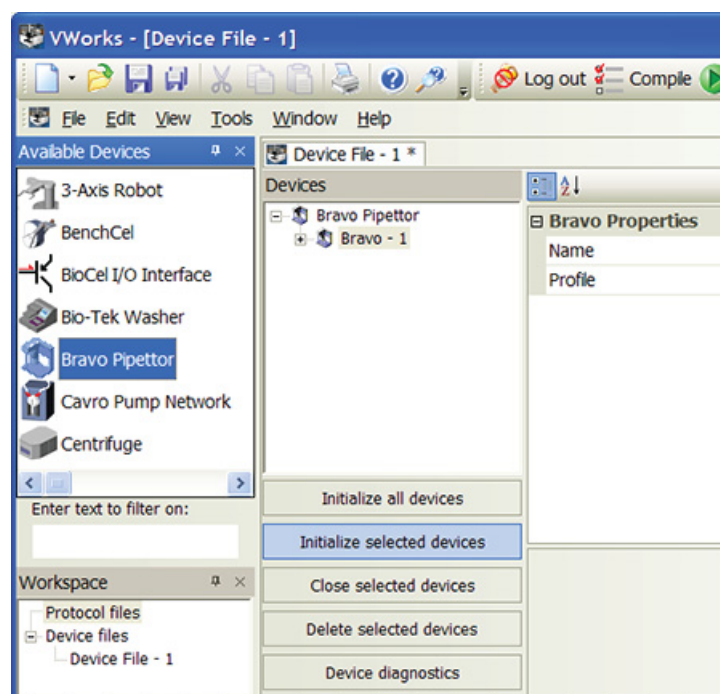 VWorks - [Device File - 1]
Log out Compile
File Edit View Tools Window Help
Available Devices
3-Axis Robot
BenchCel
BioCel I/O Interface
Bio-Tek Washer
Bravo Pipettor
Cavro Pump Network
Centrifuge
Enter text to filter on:
Workspace
Protocol files
Device files
Device File - 1
Device File - 1 *
Devices
Bravo Pipettor
Bravo - 1
Initialize all devices
Initialize selected devices
Close selected devices
Delete selected devices
Device diagnostics
Bravo Properties
Name
Profile